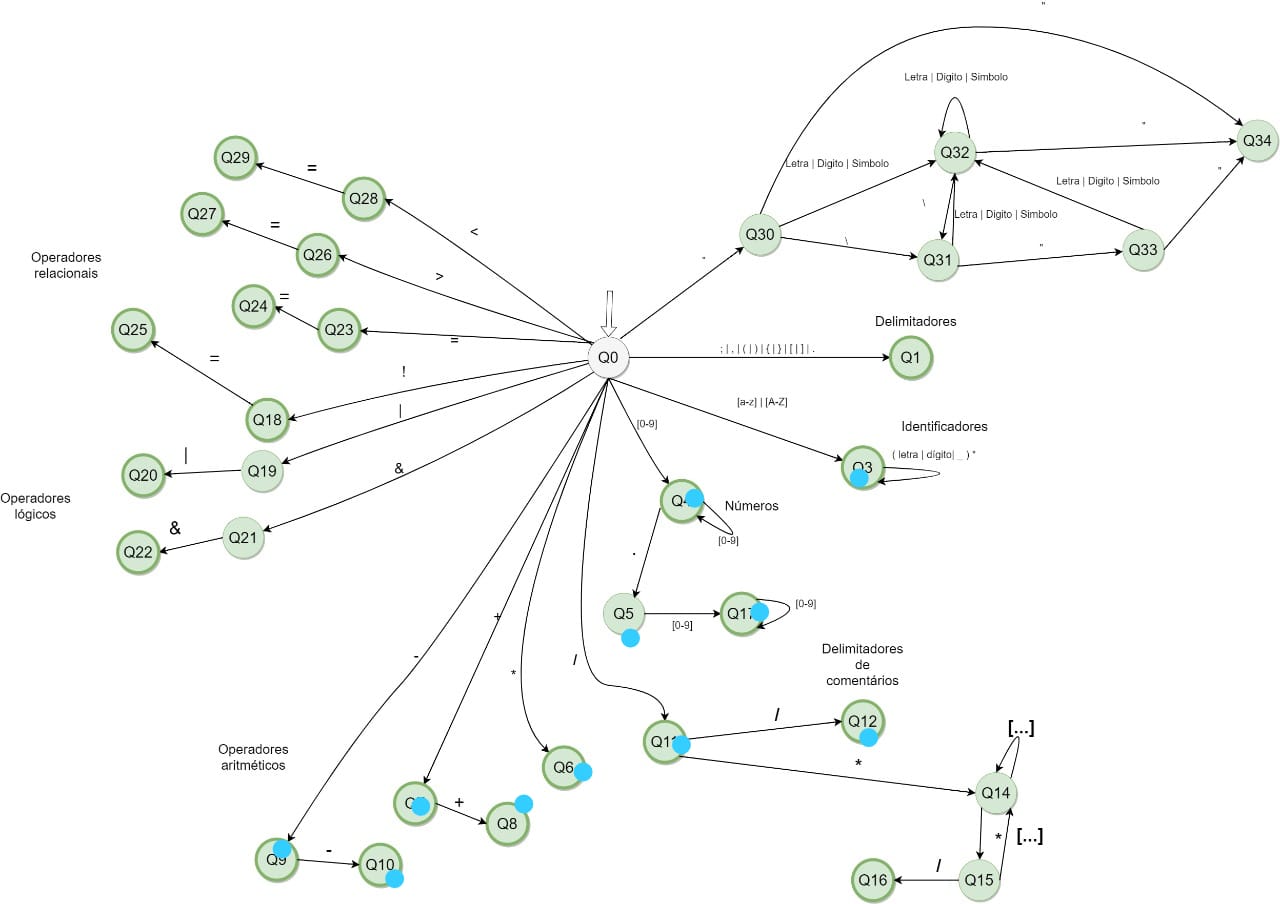 "
Letra | Digíto | Simbolo
"
Q34
Q29
=
Q32
Letra | Digito | Simbolo
"
Q28
Letra | Digito | Simbolo
Q27
=
\
Letra | Digito | Simbolo
<
Q30
\
"
Q33
Operadores
relacionais
Q26
Q31
>
"
Q24
=
Delimitadores
Q25
Q23
=
=
Q0
;|,|(|)|{|}|[|]|.
Q1
!
[a-z] | [A-Z]
|
Q18
[0-9]
Identificadores
|
( letra | dígito| _ ) *
Q20
Q19
&
Q3
Operadores
lógicos
Números
&
[0-9]
Q22
Q21
.
Q5
[0-9]
Q17
[0-9]
+
-
*
/
Delimitadores
de
comentários
Operadores
aritméticos
Q11
/
Q12
[...]
*
Q6
Q14
+
Q8
*
[...]
Q9
-
Q10
/
Q16
Q15